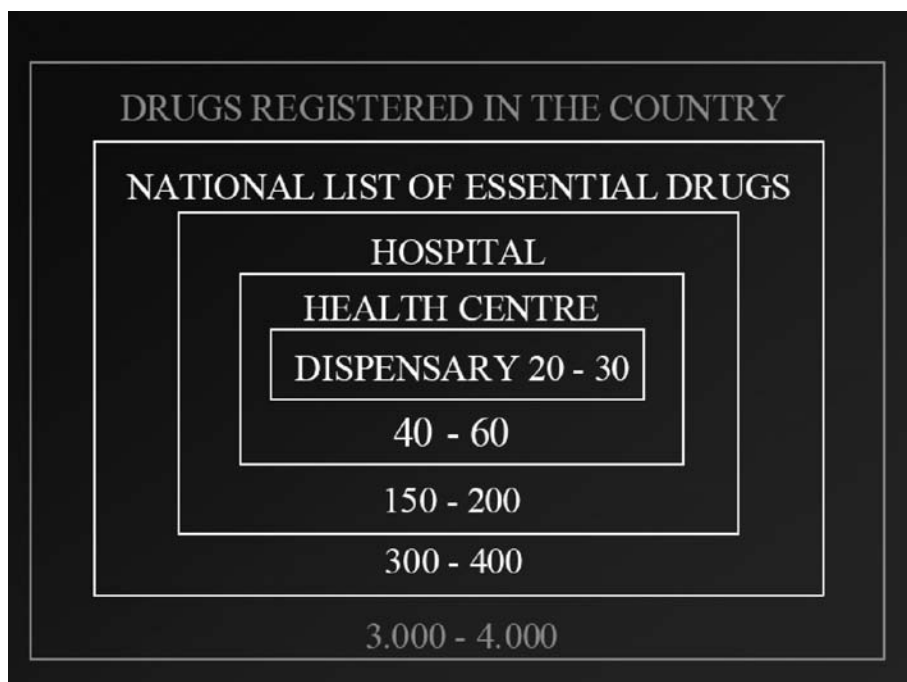 DRUGS REGISTERED IN THE COUNTRY
NATIONAL LIST OF ESSENTIAL DRUGS
HOSPITAL
HEALTH CENTRE
DISPENSARY 20 - 30
40 - 60
150 - 200
300 - 400
3.000 - 4.000